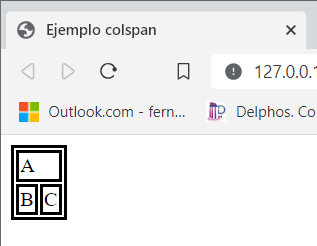 Ejemplo colspan
127.0.0.1
Outlook.com - fern...
Delphos. Co
A
B C